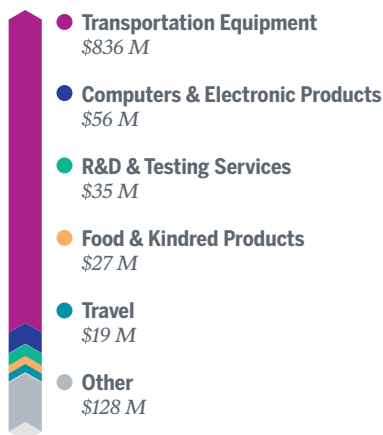 Transportation Equipment
$836 M
Computers & Electronic Products
$56 M
R&D & Testing Services
$35 M
Food & Kindred Products
$27 M
Travel
$19 M
Other
$128 M